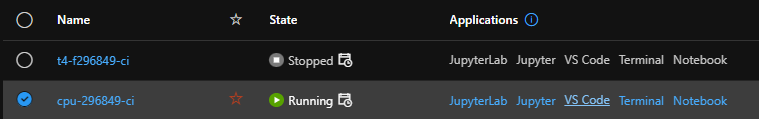 Name State Applications
t4-f296849-ci Stopped JupyterLab Jupyter VS Code Terminal Notebook
cpu-296849-ci Running JupyterLab Jupyter VS Code Terminal Notebook